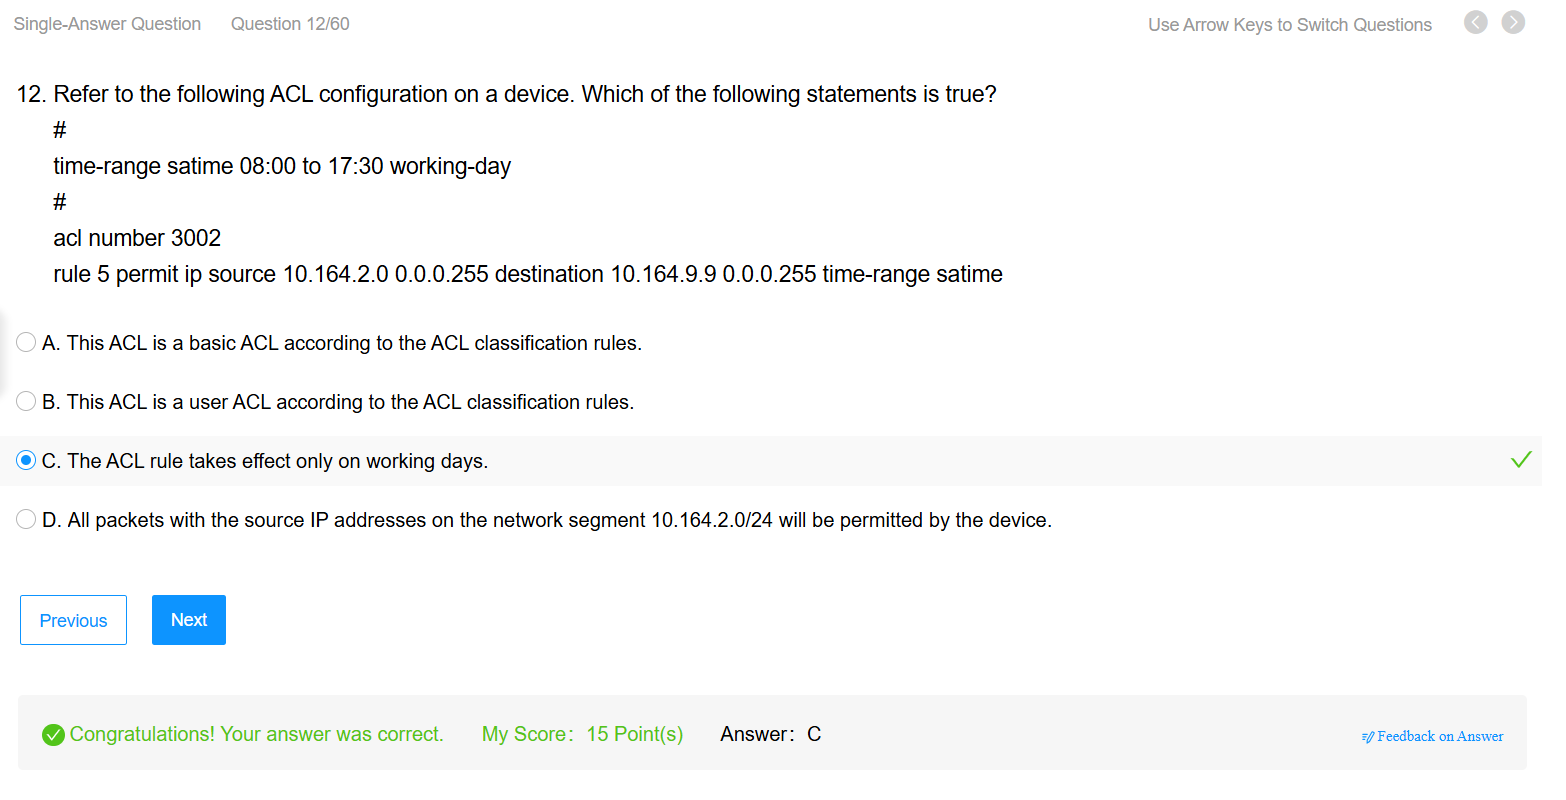 Single-Answer Question Question 12/60 Use Arrow Keys to Switch Questions
12. Refer to the following ACL configuration on a device. Which of the following statements is true?
#
time-range satime 08:00 to 17:30 working-day
#
acl number 3002
rule 5 permit ip source 10.164.2.0 0.0.0.255 destination 10.164.9.9 0.0.0.255 time-range satime
A. This ACL is a basic ACL according to the ACL classification rules.
B. This ACL is a user ACL according to the ACL classification rules.
C. The ACL rule takes effect only on working days.
D. All packets with the source IP addresses on the network segment 10.164.2.0/24 will be permitted by the device.
Previous Next
Congratulations! Your answer was correct. My Score: 15 Point(s) Answer: C Feedback on Answer